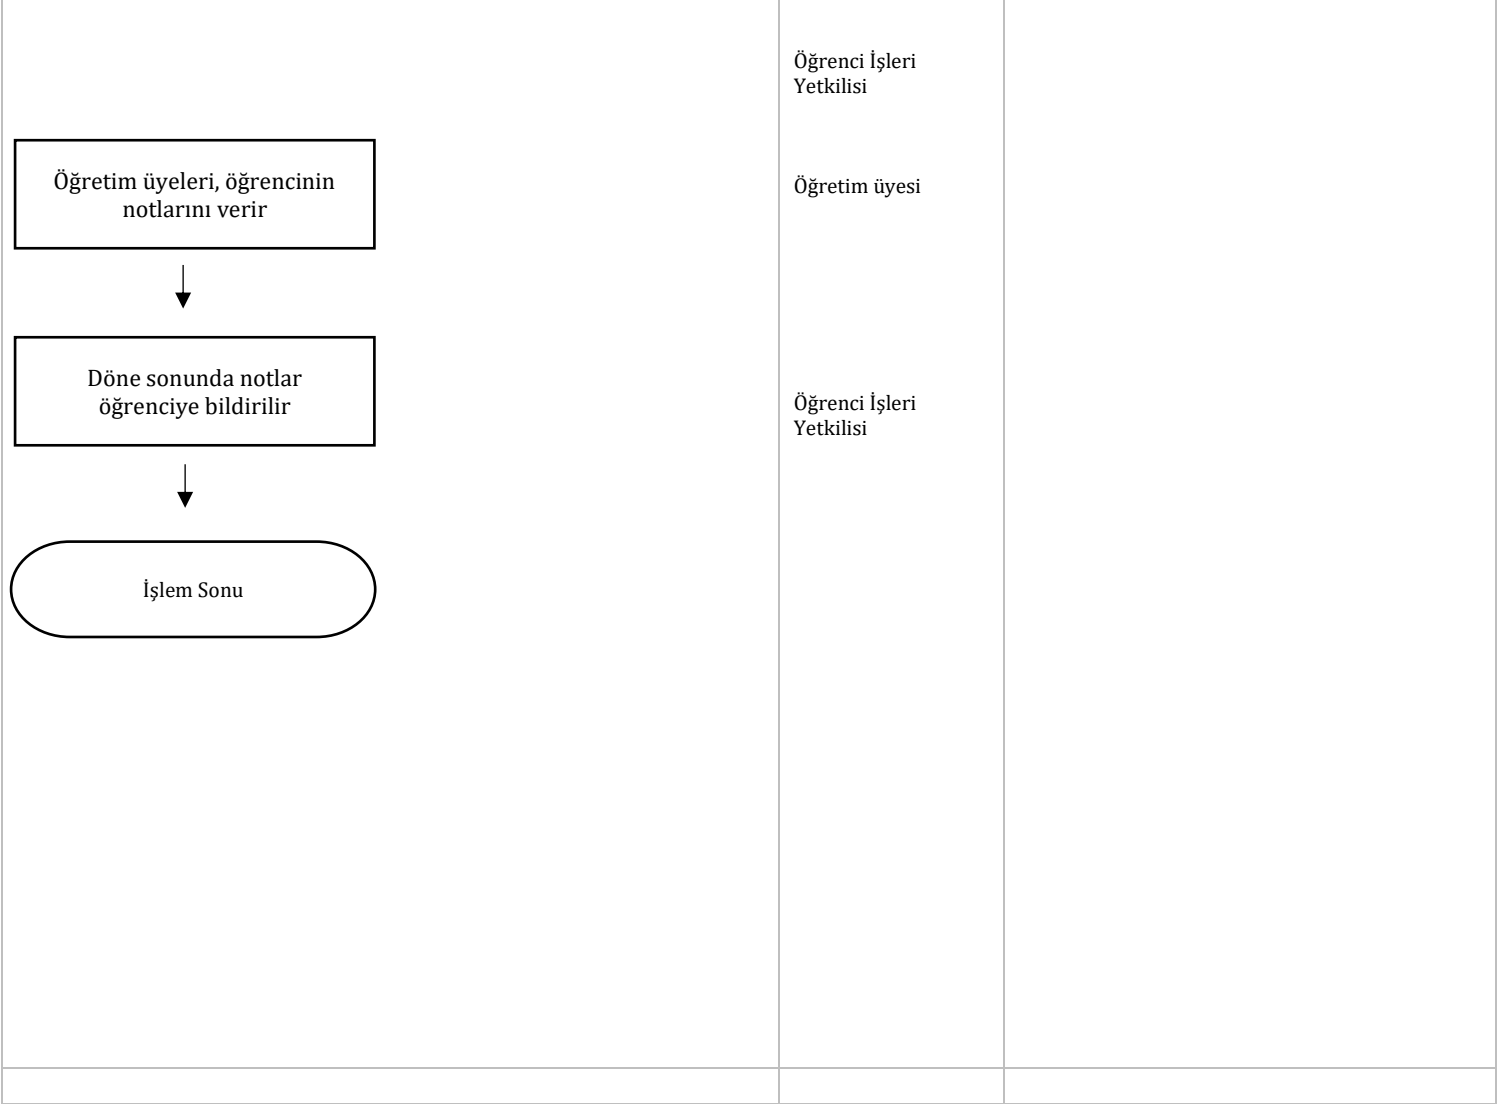 Öğrenci İşleri
Yetkilisi
Öğretim üyeleri, öğrencinin
notlarını verir
Öğretim üyesi
Döne sonunda notlar
öğrenciye bildirilir
Öğrenci İşleri
Yetkilisi
İşlem Sonu